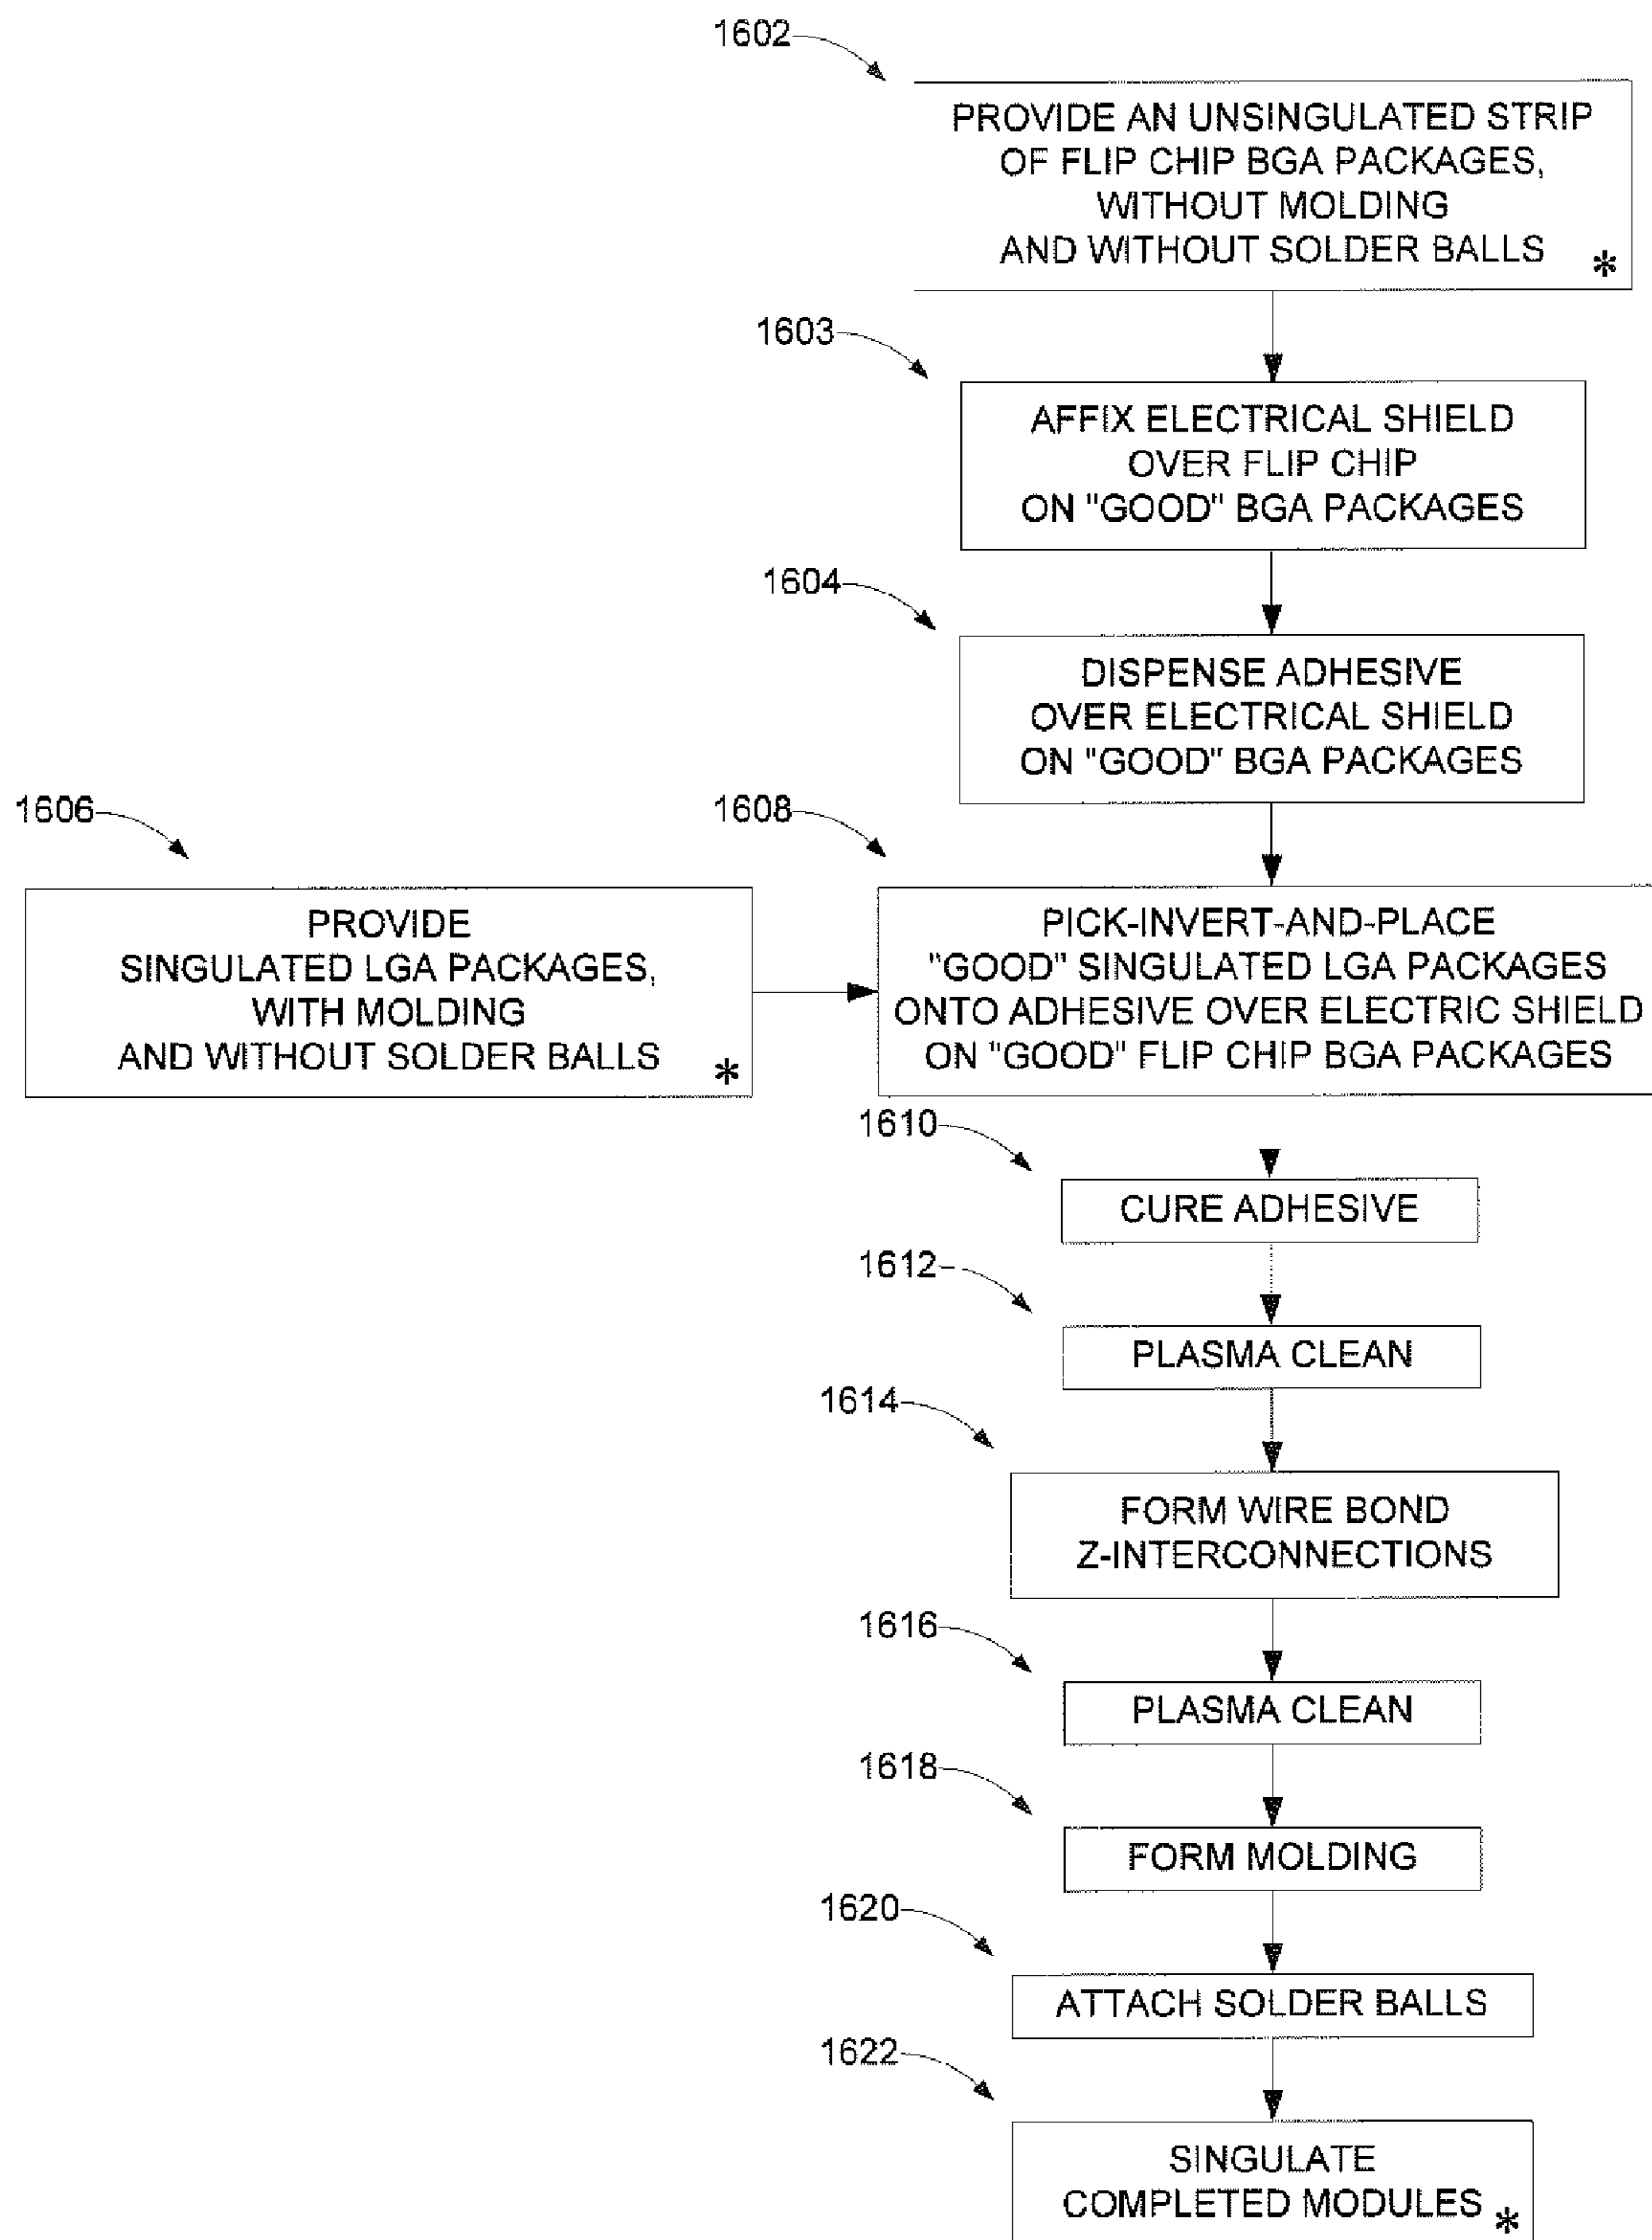 1602
PROVIDE AN UNSINGULATED STRIP
OF FLIP CHIP BGA PACKAGES,
WITHOUT MOLDING
AND WITHOUT SOLDER BALLS *
1603
AFFIX ELECTRICAL SHIELD
OVER FLIP CHIP
ON "GOOD" BGA PACKAGES
1604
DISPENSE ADHESIVE
OVER ELECTRICAL SHIELD
ON "GOOD" BGA PACKAGES
1606
PROVIDE
SINGULATED LGA PACKAGES,
WITH MOLDING
AND WITHOUT SOLDER BALLS *
1608
PICK-INVERT-AND-PLACE
"GOOD" SINGULATED LGA PACKAGES
ONTO ADHESIVE OVER ELECTRIC SHIELD
ON "GOOD" FLIP CHIP BGA PACKAGES
1610
CURE ADHESIVE
1612
PLASMA CLEAN
1614
FORM WIRE BOND
Z-INTERCONNECTIONS
1616
PLASMA CLEAN
1618
FORM MOLDING
1620
ATTACH SOLDER BALLS
1622
SINGULATE
COMPLETED MODULES *